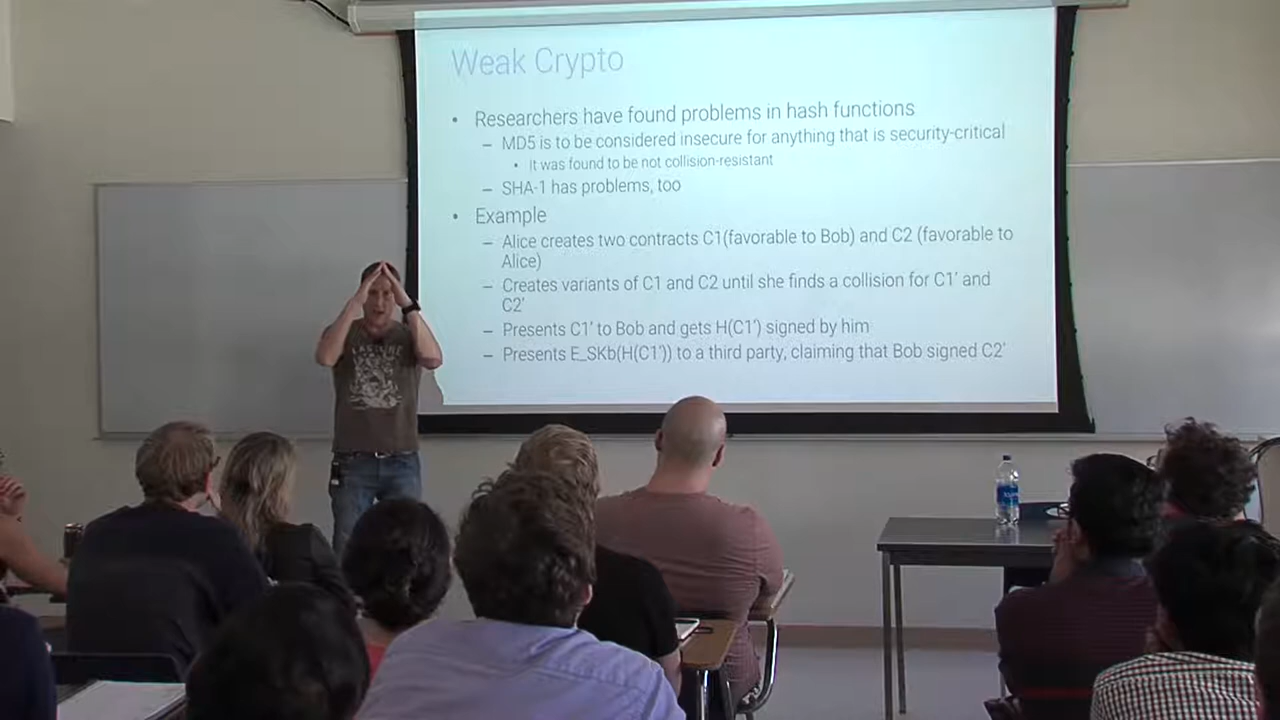 Weak Crypto
• Researchers have found problems in hash functions
– MD5 is to be considered insecure for anything that is security-critical
• It was found to be not collision-resistant
– SHA-1 has problems, too
• Example
– Alice creates two contracts C1(favorable to Bob) and C2 (favorable to
Alice)
– Creates variants of C1 and C2 until she finds a collision for C1' and
C2'
– Presents C1' to Bob and gets H(C1') signed by him
– Presents E_SKb(H(C1')) to a third party, claiming that Bob signed C2'